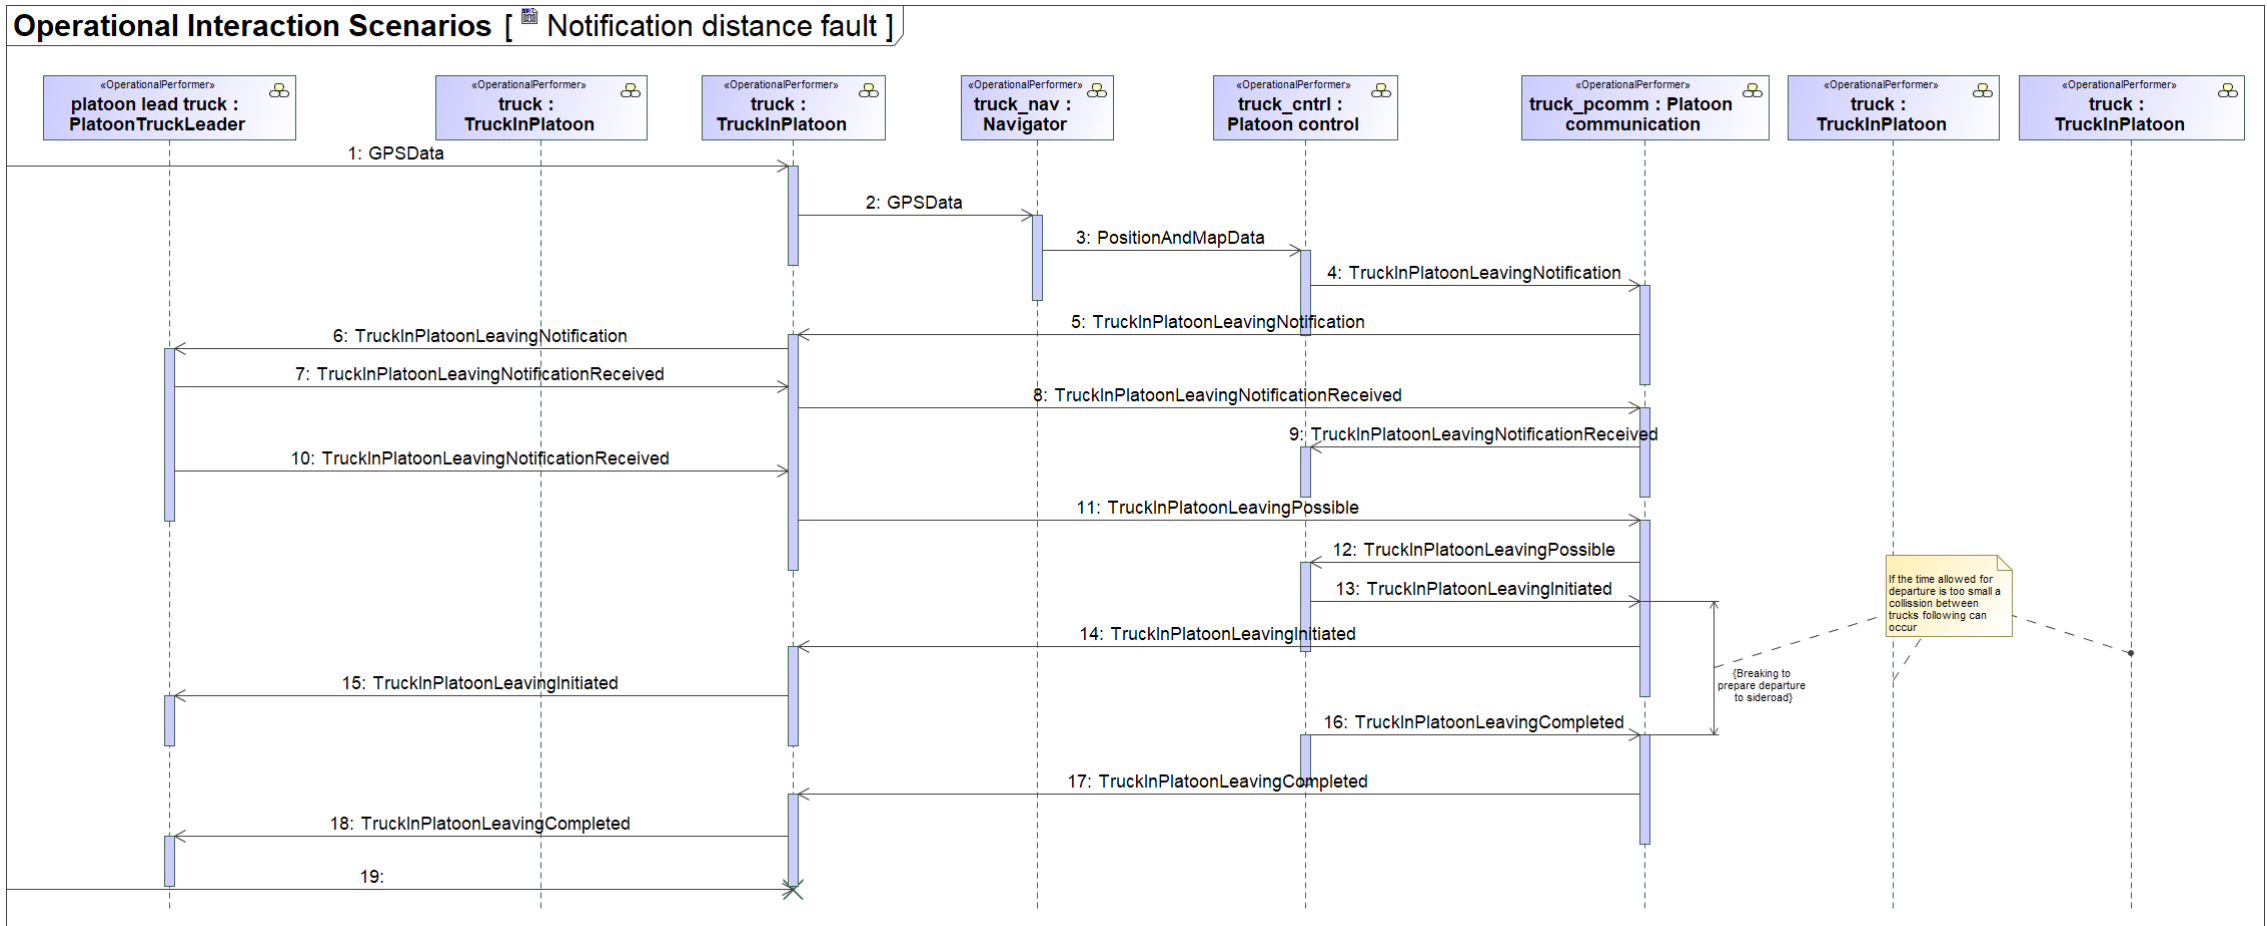 Operational Interaction Scenarios [ Notification distance fault ]
«OperationalPerformer»
platoon lead truck :
PlatoonTruckLeader
«OperationalPerformer»
truck :
TruckInPlatoon
«OperationalPerformer»
truck :
TruckInPlatoon
«OperationalPerformer»
truck_nav :
Navigator
«OperationalPerformer»
truck_cntrl :
Platoon control
«OperationalPerformer»
truck_pcomm : Platoon
communication
«OperationalPerformer»
truck :
TruckInPlatoon
«OperationalPerformer»
truck :
TruckInPlatoon
1: GPSData
2: GPSData
3: PositionAndMapData
4: TruckInPlatoonLeavingNotification
5: TruckInPlatoonLeavingNotification
6: TruckInPlatoonLeavingNotification
7: TruckInPlatoonLeavingNotificationReceived
8: TruckInPlatoonLeavingNotificationReceived
9: TruckInPlatoonLeavingNotificationReceived
10: TruckInPlatoonLeavingNotificationReceived
11: TruckInPlatoonLeavingPossible
12: TruckInPlatoonLeavingPossible
13: TruckInPlatoonLeavingInitiated
If the time allowed for
departure is too small a
collission between
trucks following can
occur
14: TruckInPlatoonLeavingInitiated
15: TruckInPlatoonLeavingInitiated
{Breaking to
prepare departure
to sideroad}
16: TruckInPlatoonLeavingCompleted
17: TruckInPlatoonLeavingCompleted
18: TruckInPlatoonLeavingCompleted
19: